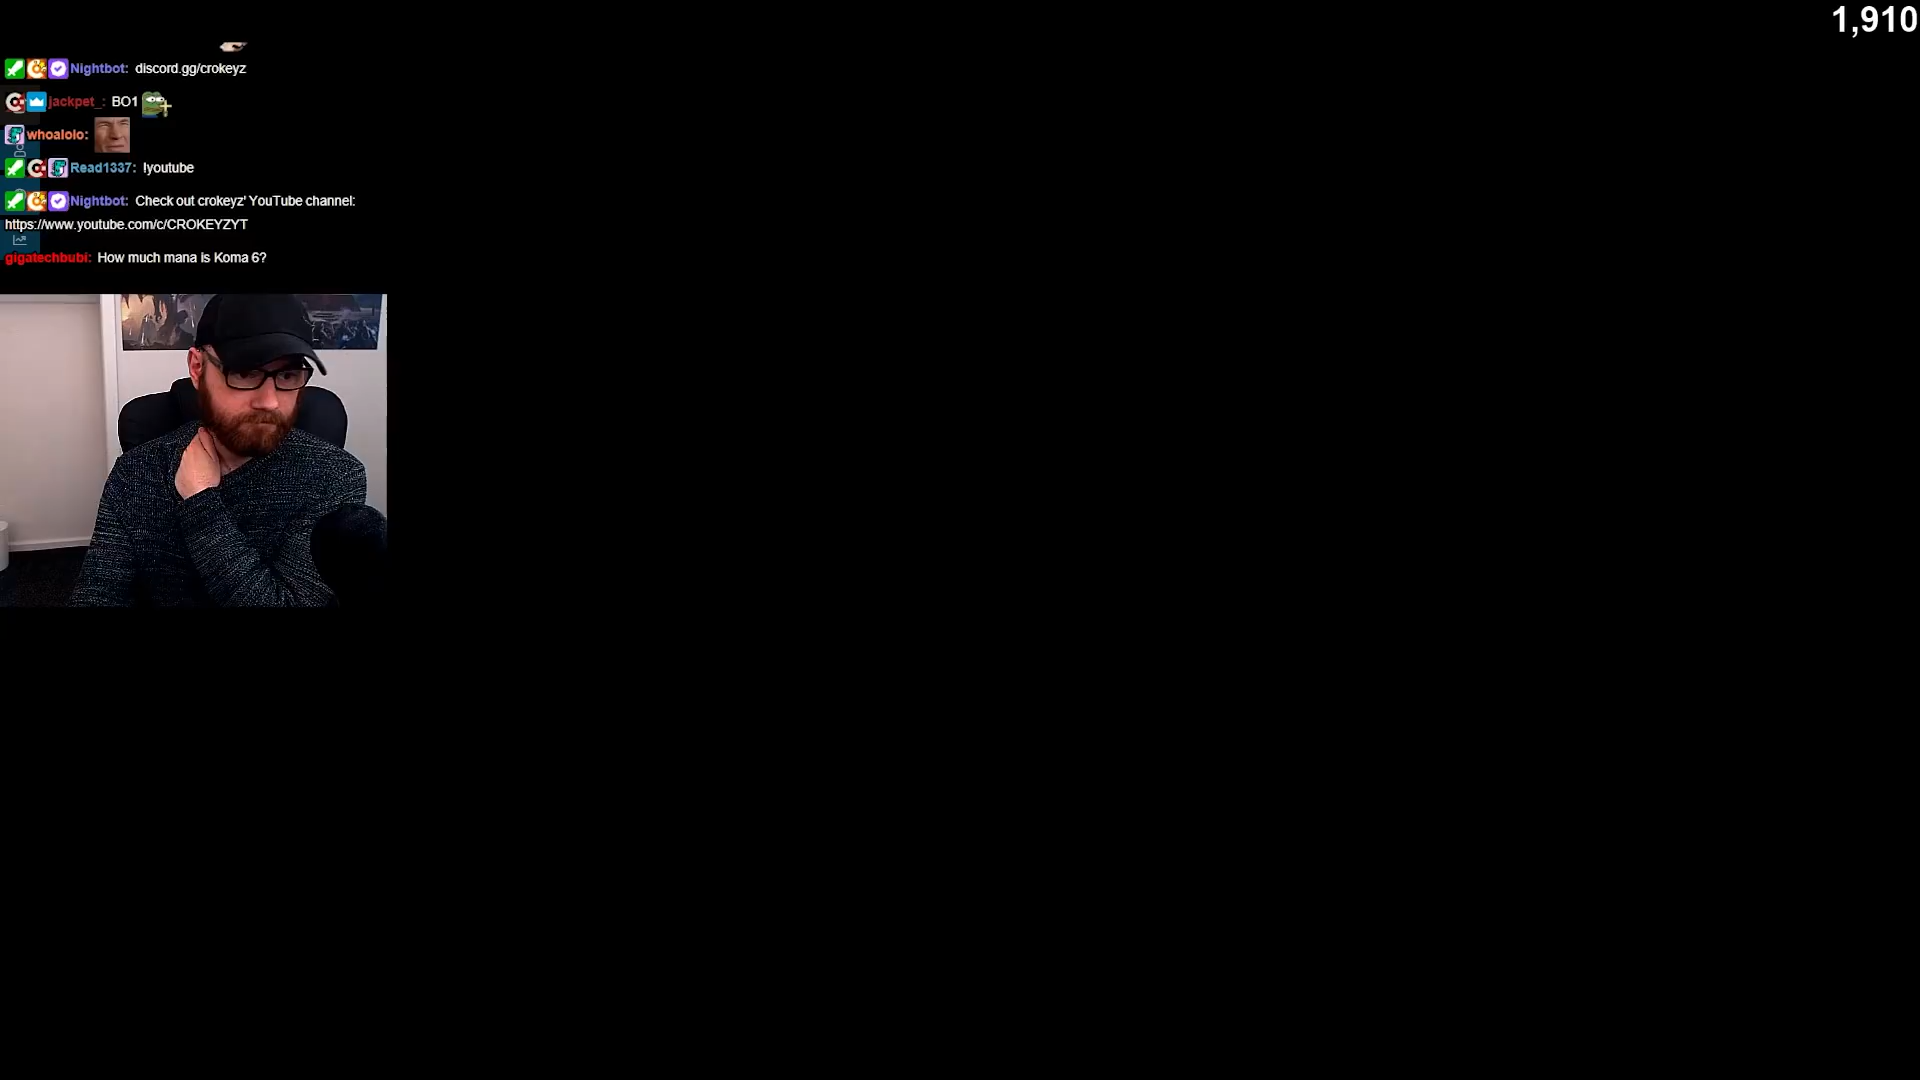 1,910
Nightbot: discord.gg/crokeyz
jackpet_: BO1
whoalolo:
Read1337: !youtube
Nightbot: Check out crokeyz' YouTube channel:
https://www.youtube.com/c/CROKEYZYT
gigatechbubi: How much mana is Koma 6?